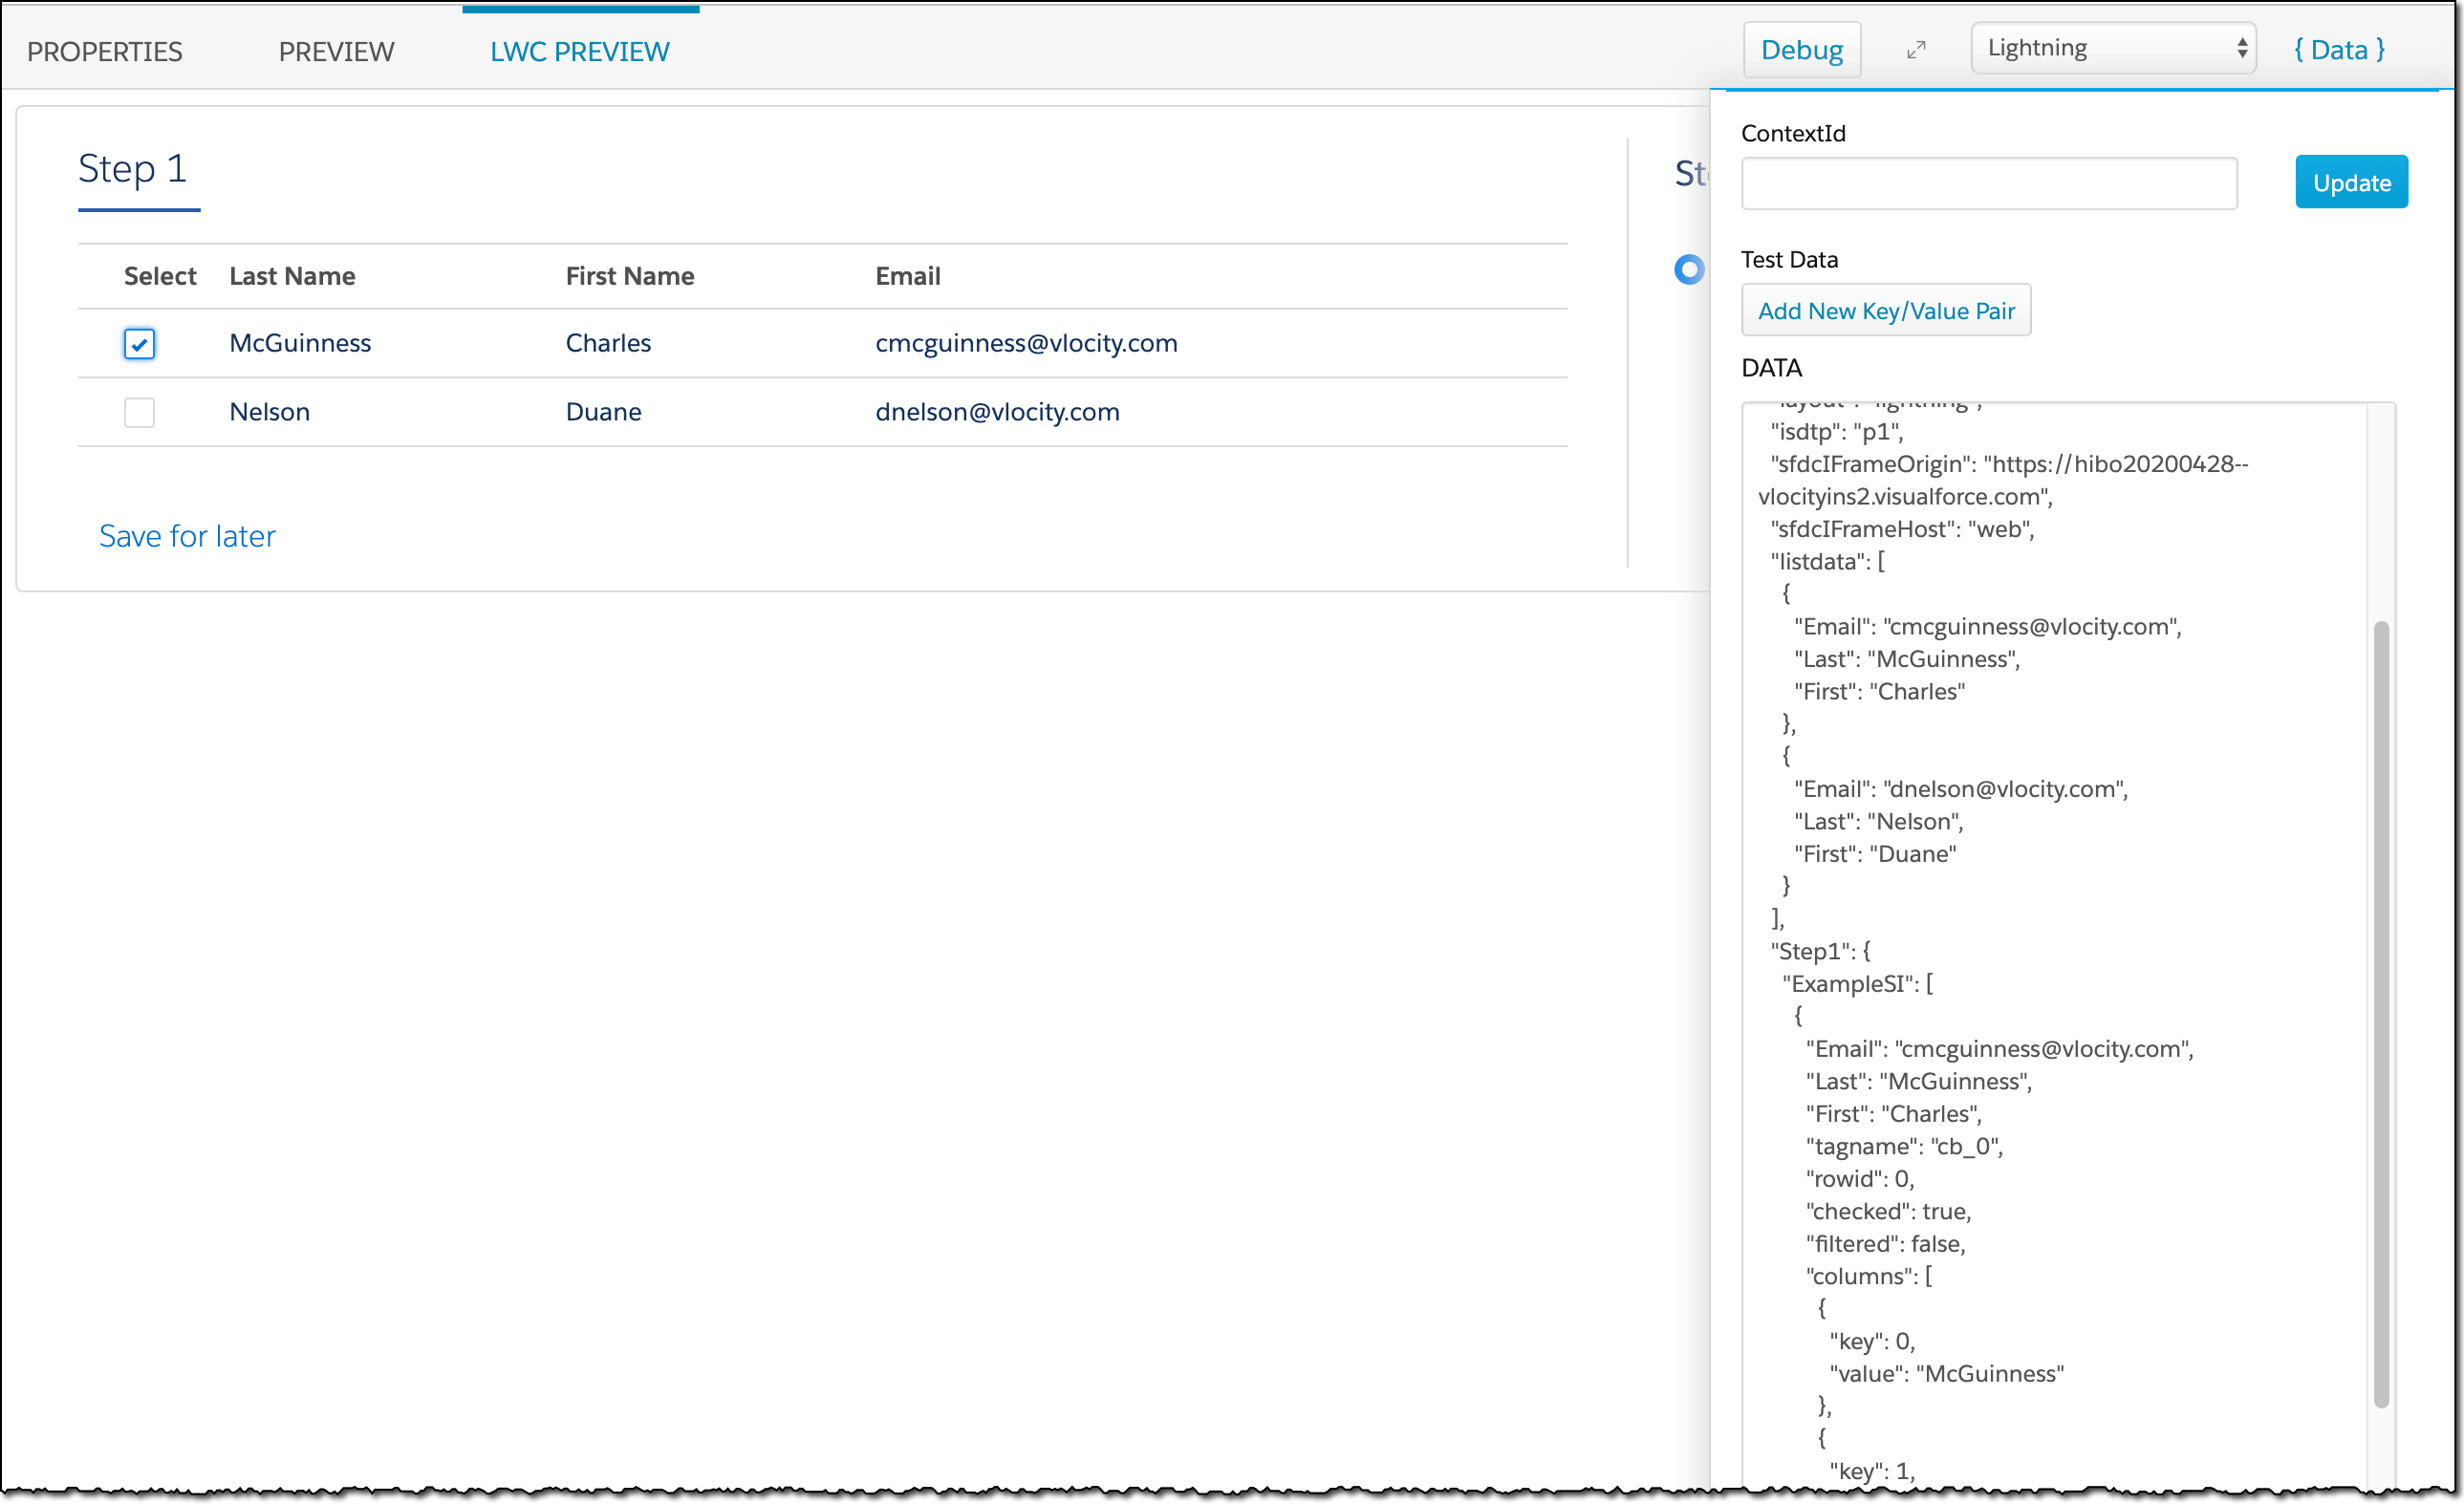 PROPERTIES PREVIEW LWC PREVIEW Debug Lightning { Data }
Step 1
Select Last Name First Name Email
McGuinness Charles cmcguinness@vlocity.com
Nelson Duane dnelson@vlocity.com
Save for later
ContextId
Update
Test Data
Add New Key/Value Pair
DATA
"layout": "lightning",
"isdtp": "p1",
"sfdcIFrameOrigin": "https://hibo20200428--
vlocityins2.visualforce.com",
"sfdcIFrameHost": "web",
"listdata": [
{
"Email": "cmcguinness@vlocity.com",
"Last": "McGuinness",
"First": "Charles"
},
{
"Email": "dnelson@vlocity.com",
"Last": "Nelson",
"First": "Duane"
}
],
"Step1": {
"ExampleSI": [
{
"Email": "cmcguinness@vlocity.com",
"Last": "McGuinness",
"First": "Charles",
"tagname": "cb_0",
"rowid": 0,
"checked": true,
"filtered": false,
"columns": [
{
"key": 0,
"value": "McGuinness"
},
{
"key": 1,